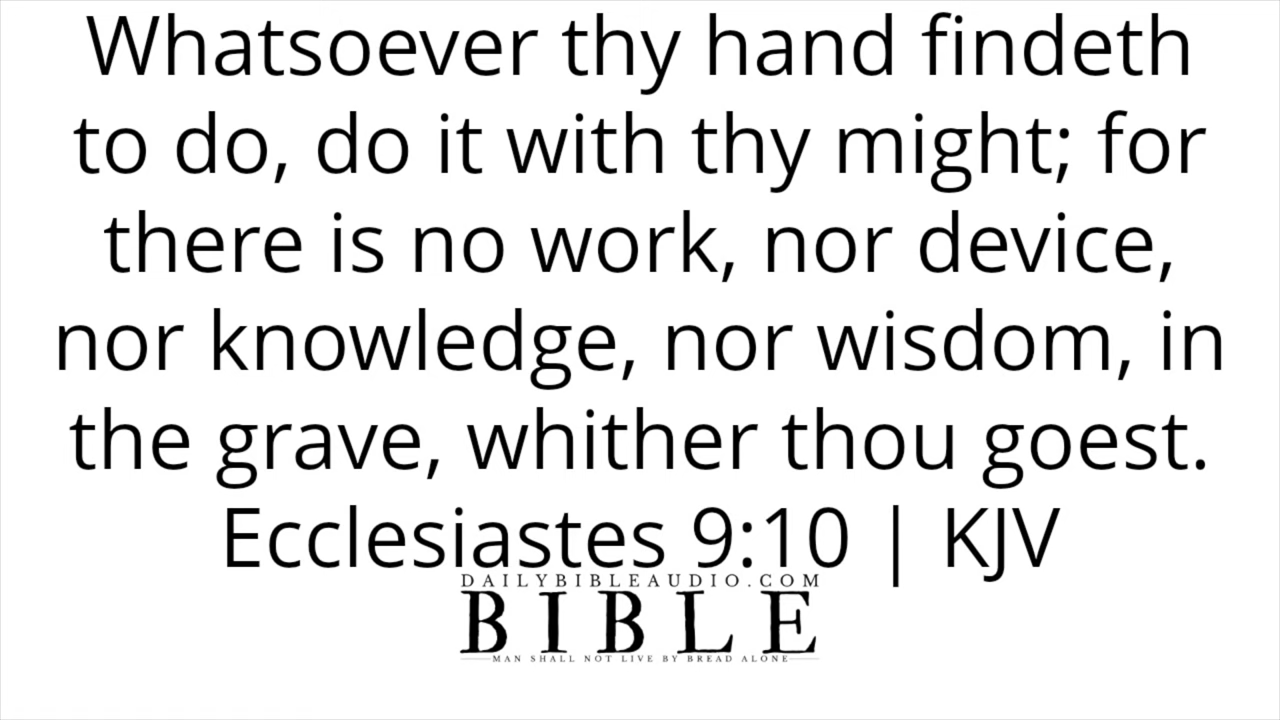 Whatsoever thy hand findeth
to do, do it with thy might; for
there is no work, nor device,
nor knowledge, nor wisdom, in
the grave, whither thou goest.
Ecclesiastes 9:10 | KJV
DAILYBIBLEAUDIO.COM
BIBLE
MAN SHALL NOT LIVE BY BREAD ALONE